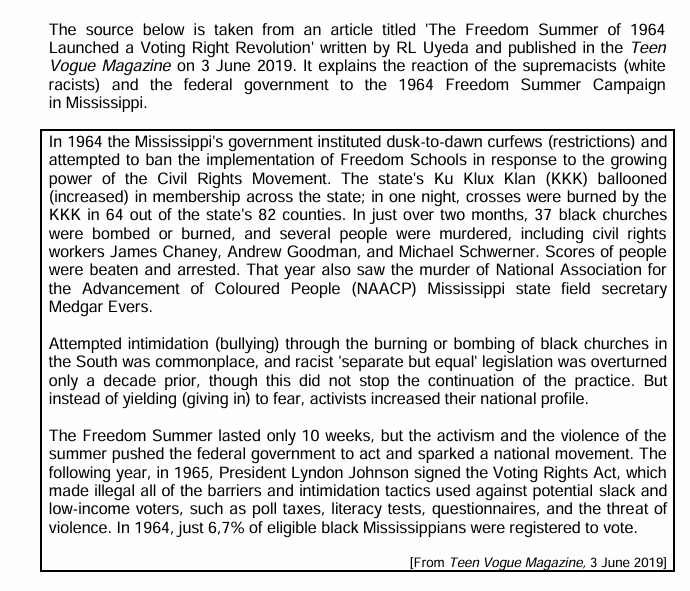 The source below is taken from an article titled 'The Freedom Summer of 1964
Launched a Voting Right Revolution' written by RL Uyeda and published in the Teen
Vogue Magazine on 3 June 2019. It explains the reaction of the supremacists (white
racists) and the federal government to the 1964 Freedom Summer Campaign
in Mississippi.
In 1964 the Mississippi's government instituted dusk-to-dawn curfews (restrictions) and
attempted to ban the implementation of Freedom Schools in response to the growing
power of the Civil Rights Movement. The state's Ku Klux Klan (KKK) ballooned
(increased) in membership across the state; in one night, crosses were burned by the
KKK in 64 out of the state's 82 counties. In just over two months, 37 black churches
were bombed or burned, and several people were murdered, including civil rights
workers James Chaney, Andrew Goodman, and Michael Schwerner. Scores of people
were beaten and arrested. That year also saw the murder of National Association for
the Advancement of Coloured People (NAACP) Mississippi state field secretary
Medgar Evers.
Attempted intimidation (bullying) through the burning or bombing of black churches in
the South was commonplace, and racist 'separate but equal' legislation was overturned
only a decade prior, though this did not stop the continuation of the practice. But
instead of yielding (giving in) to fear, activists increased their national profile.
The Freedom Summer lasted only 10 weeks, but the activism and the violence of the
summer pushed the federal government to act and sparked a national movement. The
following year, in 1965, President Lyndon Johnson signed the Voting Rights Act, which
made illegal all of the barriers and intimidation tactics used against potential slack and
low-income voters, such as poll taxes, literacy tests, questionnaires, and the threat of
violence. In 1964, just 6,7% of eligible black Mississippians were registered to vote.
[From Teen Vogue Magazine, 3 June 2019]